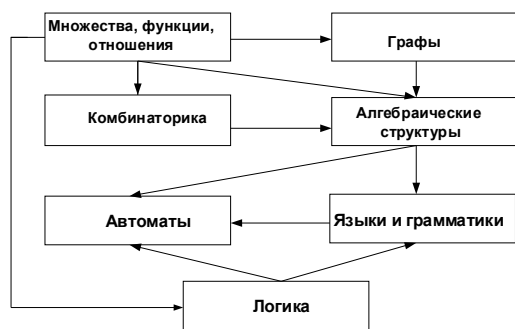 Множества, функции,
отношения
Графы
Комбинаторика
Алгебраические
структуры
Автоматы
Языки и грамматики
Логика